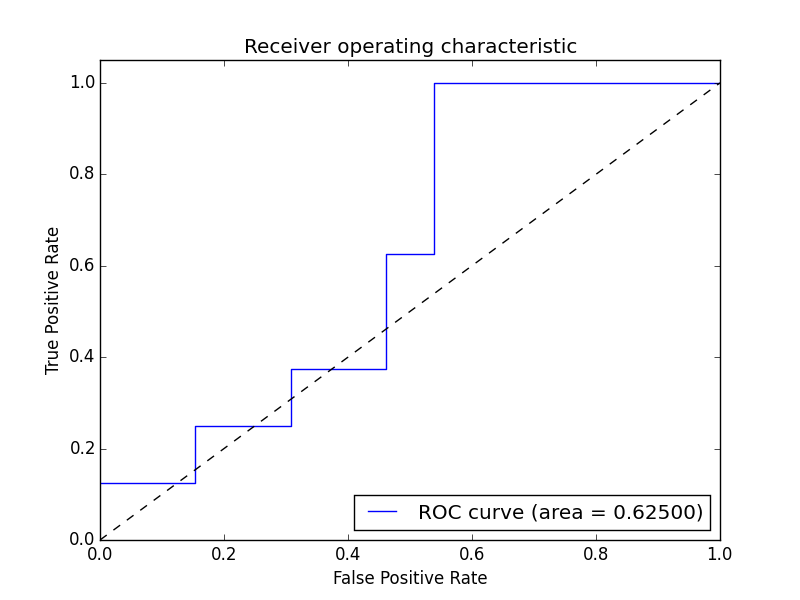 Receiver operating characteristic
True Positive Rate
1.0
0.8
0.6
0.4
0.2
0.0
ROC curve (area = 0.62500)
0.0 0.2 0.4 0.6 0.8 1.0
False Positive Rate